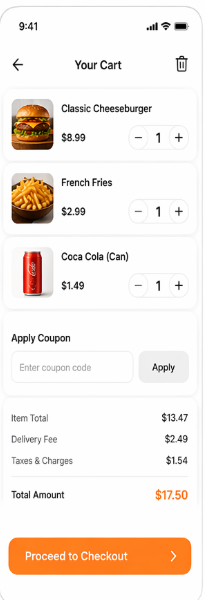 9:41
Your Cart
Classic Cheeseburger
$8.99
− 1 +
French Fries
$2.99
− 1 +
Coca Cola (Can)
$1.49
− 1 +
Apply Coupon
Enter coupon code
Apply
Item Total $13.47
Delivery Fee $2.49
Taxes & Charges $1.54
Total Amount $17.50
Proceed to Checkout